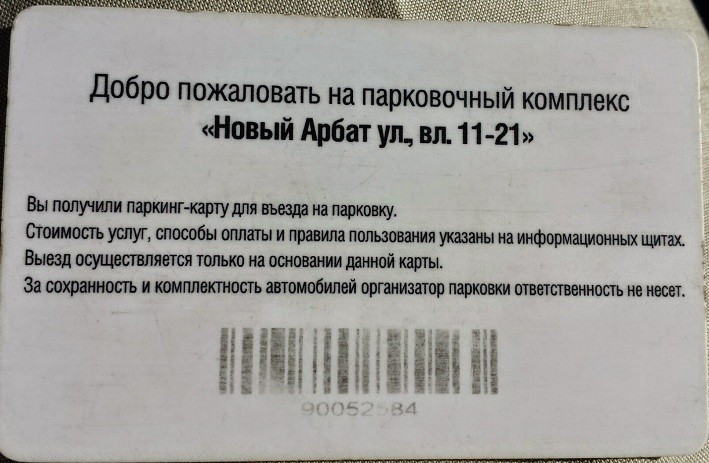 Добро пожаловать на парковочный комплекс
«Новый Арбат ул., вл. 11-21»
Вы получили паркинг-карту для въезда на парковку.
Стоимость услуг, способы оплаты и правила пользования указаны на информационных щитах.
Выезд осуществляется только на основании данной карты.
За сохранность и комплектность автомобилей организатор парковки ответственность не несет.
90052584